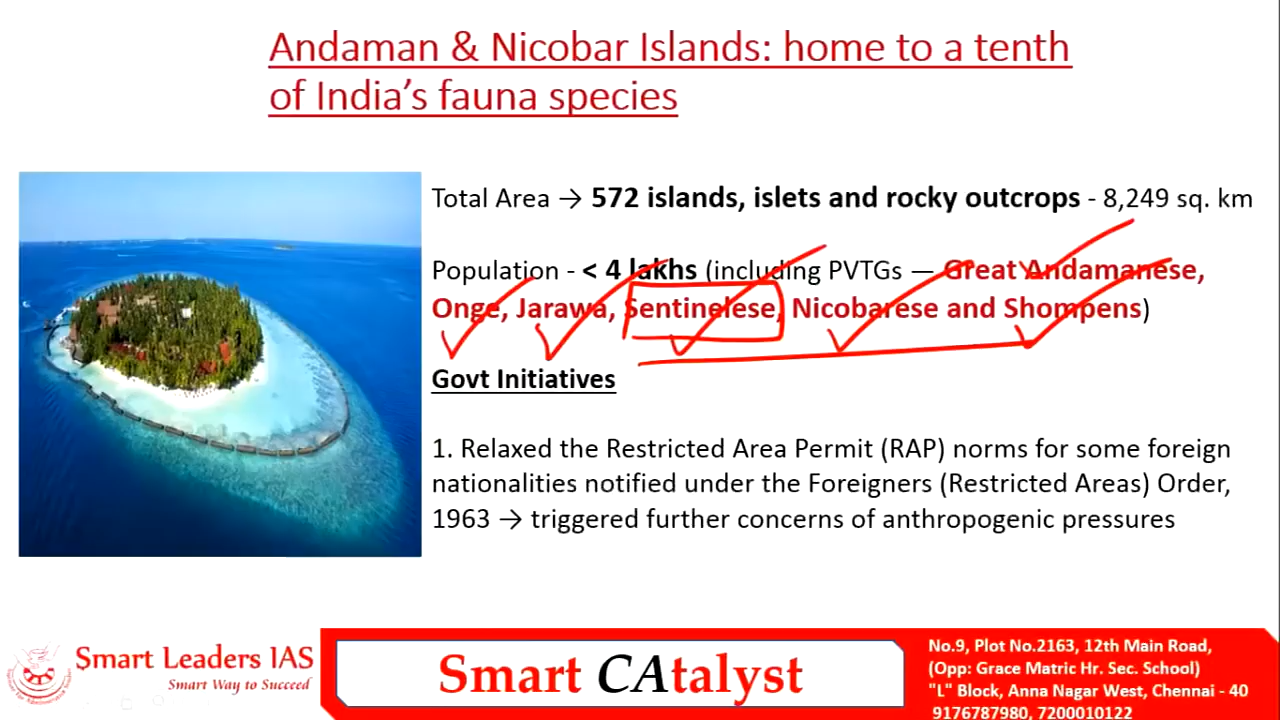 Andaman & Nicobar Islands: home to a tenth
of India's fauna species
Total Area → 572 islands, islets and rocky outcrops - 8,249 sq. km
Population - < 4 lakhs (including PVTGs — Great Andamanese,
Onge, Jarawa, Sentinelese, Nicobarese and Shompens)
Govt Initiatives
1. Relaxed the Restricted Area Permit (RAP) norms for some foreign
nationalities notified under the Foreigners (Restricted Areas) Order,
1963 → triggered further concerns of anthropogenic pressures
Smart Leaders IAS
Smart Way to Succeed
Smart CAtalyst
No.9, Plot No.2163, 12th Main Road,
(Opp: Grace Matric Hr. Sec. School)
"L" Block, Anna Nagar West, Chennai - 40
9176787980, 7200010122